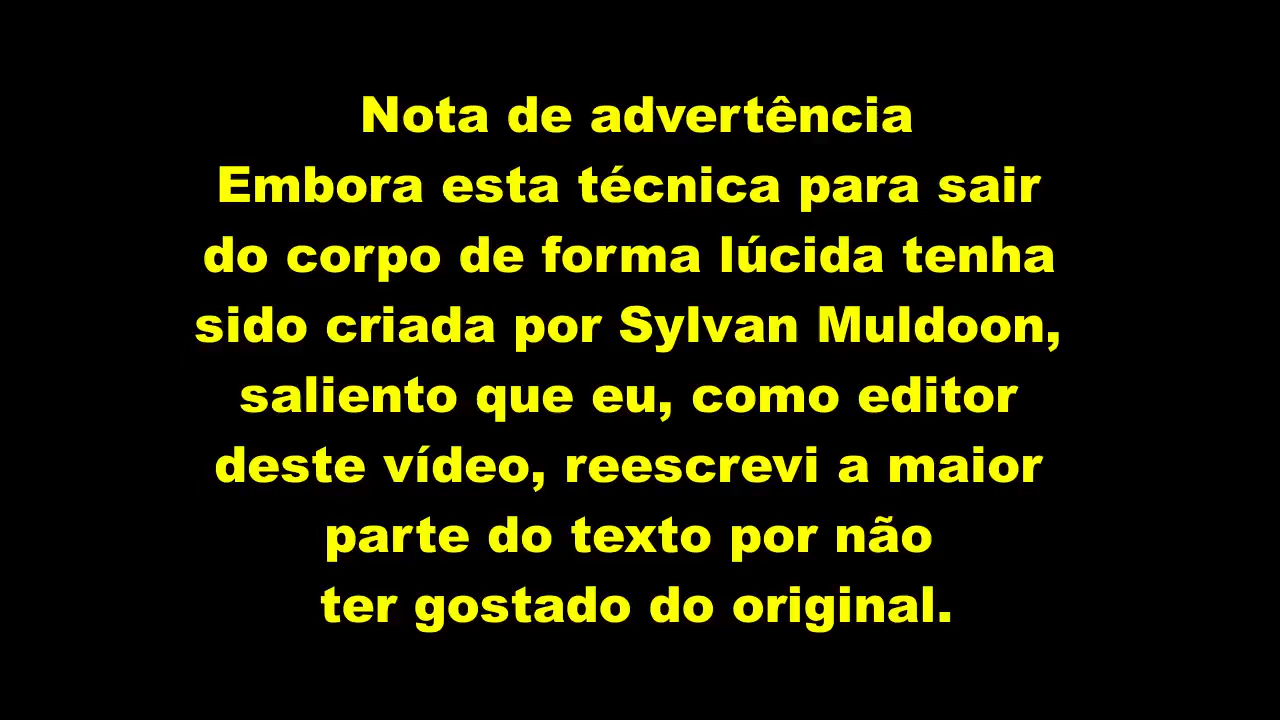 Nota de advertência
Embora esta técnica para sair
do corpo de forma lúcida tenha
sido criada por Sylvan Muldoon,
saliento que eu, como editor
deste vídeo, reescrevi a maior
parte do texto por não
ter gostado do original.